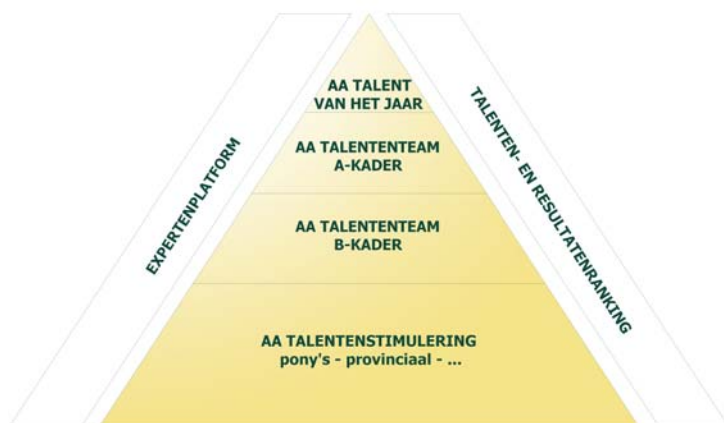 AA TALENT
VAN HET JAAR
AA TALENTENTEAM
A-KADER
AA TALENTENTEAM
B-KADER
AA TALENTENSTIMULERING
pony's - provinciaal - ...
EXPERTENPLATFORM
TALENTEN- EN RESULTATENRANKING